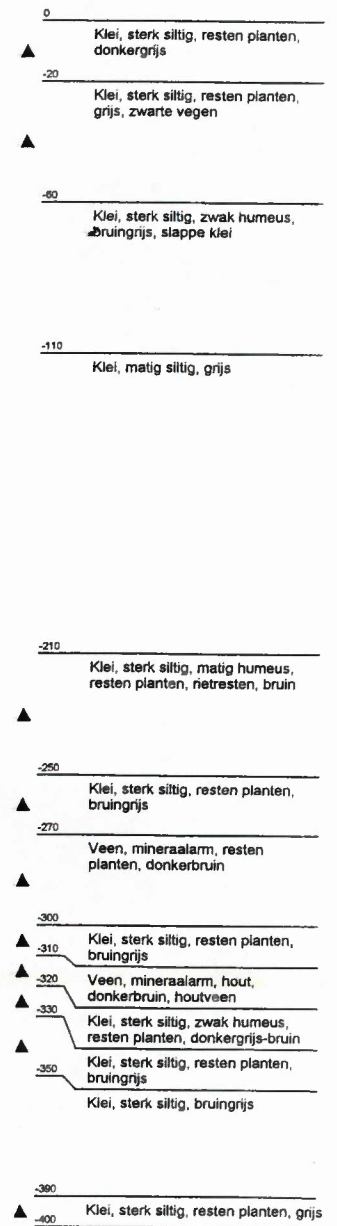 0
Klei, sterk siltig, resten planten,
donkergrijs
-20
Klei, sterk siltig, resten planten,
grijs, zwarte vegen
-60
Klei, sterk siltig, zwak humeus,
bruingrijs, slappe klei
-110
Klei, matig siltig, grijs
-210
Klei, sterk siltig, matig humeus,
resten planten, rietresten, bruin
-250
Klei, sterk siltig, resten planten,
bruingrijs
-270
Veen, mineraalarm, resten
planten, donkerbruin
-300
Klei, sterk siltig, resten planten,
bruingrijs
-310
Veen, mineraalarm, hout,
donkerbruin, houtveen
-320
Klei, sterk siltig, zwak humeus,
resten planten, donkergrijs-bruin
-330
Klei, sterk siltig, resten planten,
bruingrijs
-350
Klei, sterk siltig, bruingrijs
-390
Klei, sterk siltig, resten planten, grijs
-400